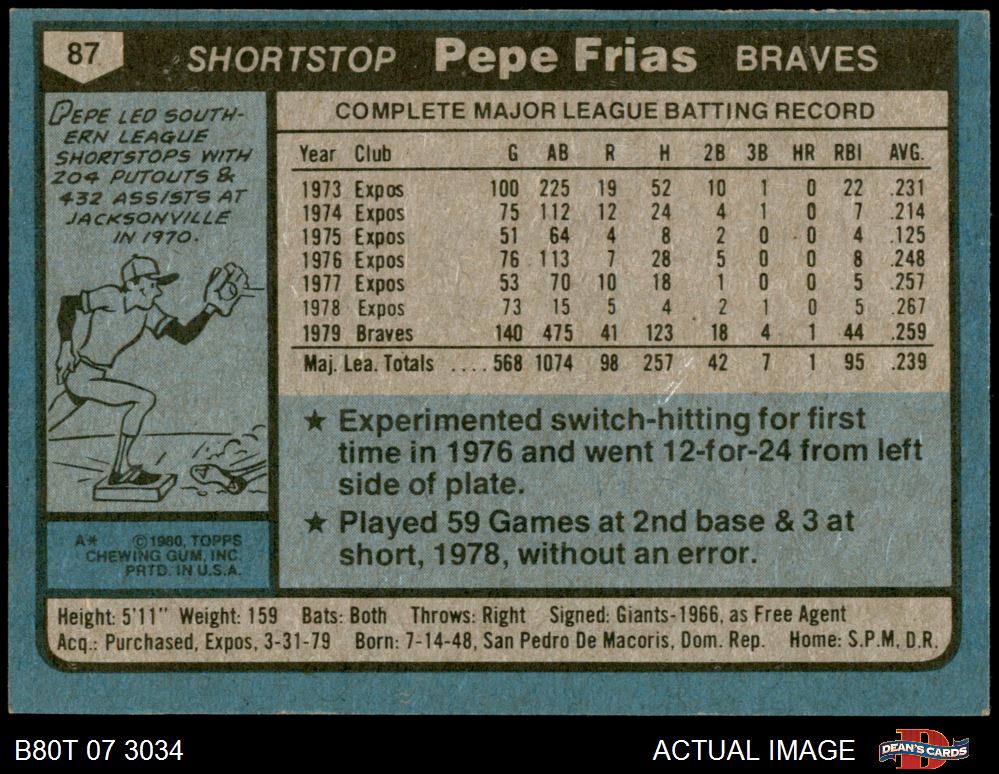 87 SHORTSTOP Pepe Frias BRAVES
PEPE LED SOUTH-
ERN LEAGUE
SHORTSTOPS WITH
204 PUTOUTS &
432 ASSISTS AT
JACKSONVILLE
IN 1970.
COMPLETE MAJOR LEAGUE BATTING RECORD
Year Club G AB R H 2B 3B HR RBI AVG.
1973 Expos 100 225 19 52 10 1 0 22 .231
1974 Expos 75 112 12 24 4 1 0 7 .214
1975 Expos 51 64 4 8 2 0 0 4 .125
1976 Expos 76 113 7 28 5 0 0 8 .248
1977 Expos 53 70 10 18 1 0 0 5 .257
1978 Expos 73 15 5 4 2 1 0 5 .267
1979 Braves 140 475 41 123 18 4 1 44 .259
Maj. Lea. Totals .... 568 1074 98 257 42 7 1 95 .239
★ Experimented switch-hitting for first
time in 1976 and went 12-for-24 from left
side of plate.
★ Played 59 Games at 2nd base & 3 at
short, 1978, without an error.
A* ©1980, TOPPS
CHEWING GUM, INC.
PRTD. IN U.S.A.
Height: 5'11" Weight: 159 Bats: Both Throws: Right Signed: Giants-1966, as Free Agent
Acq.: Purchased, Expos, 3-31-79 Born: 7-14-48, San Pedro De Macoris, Dom. Rep. Home: S.P.M, D.R.
B80T 07 3034 ACTUAL IMAGE DEAN'S CARDS